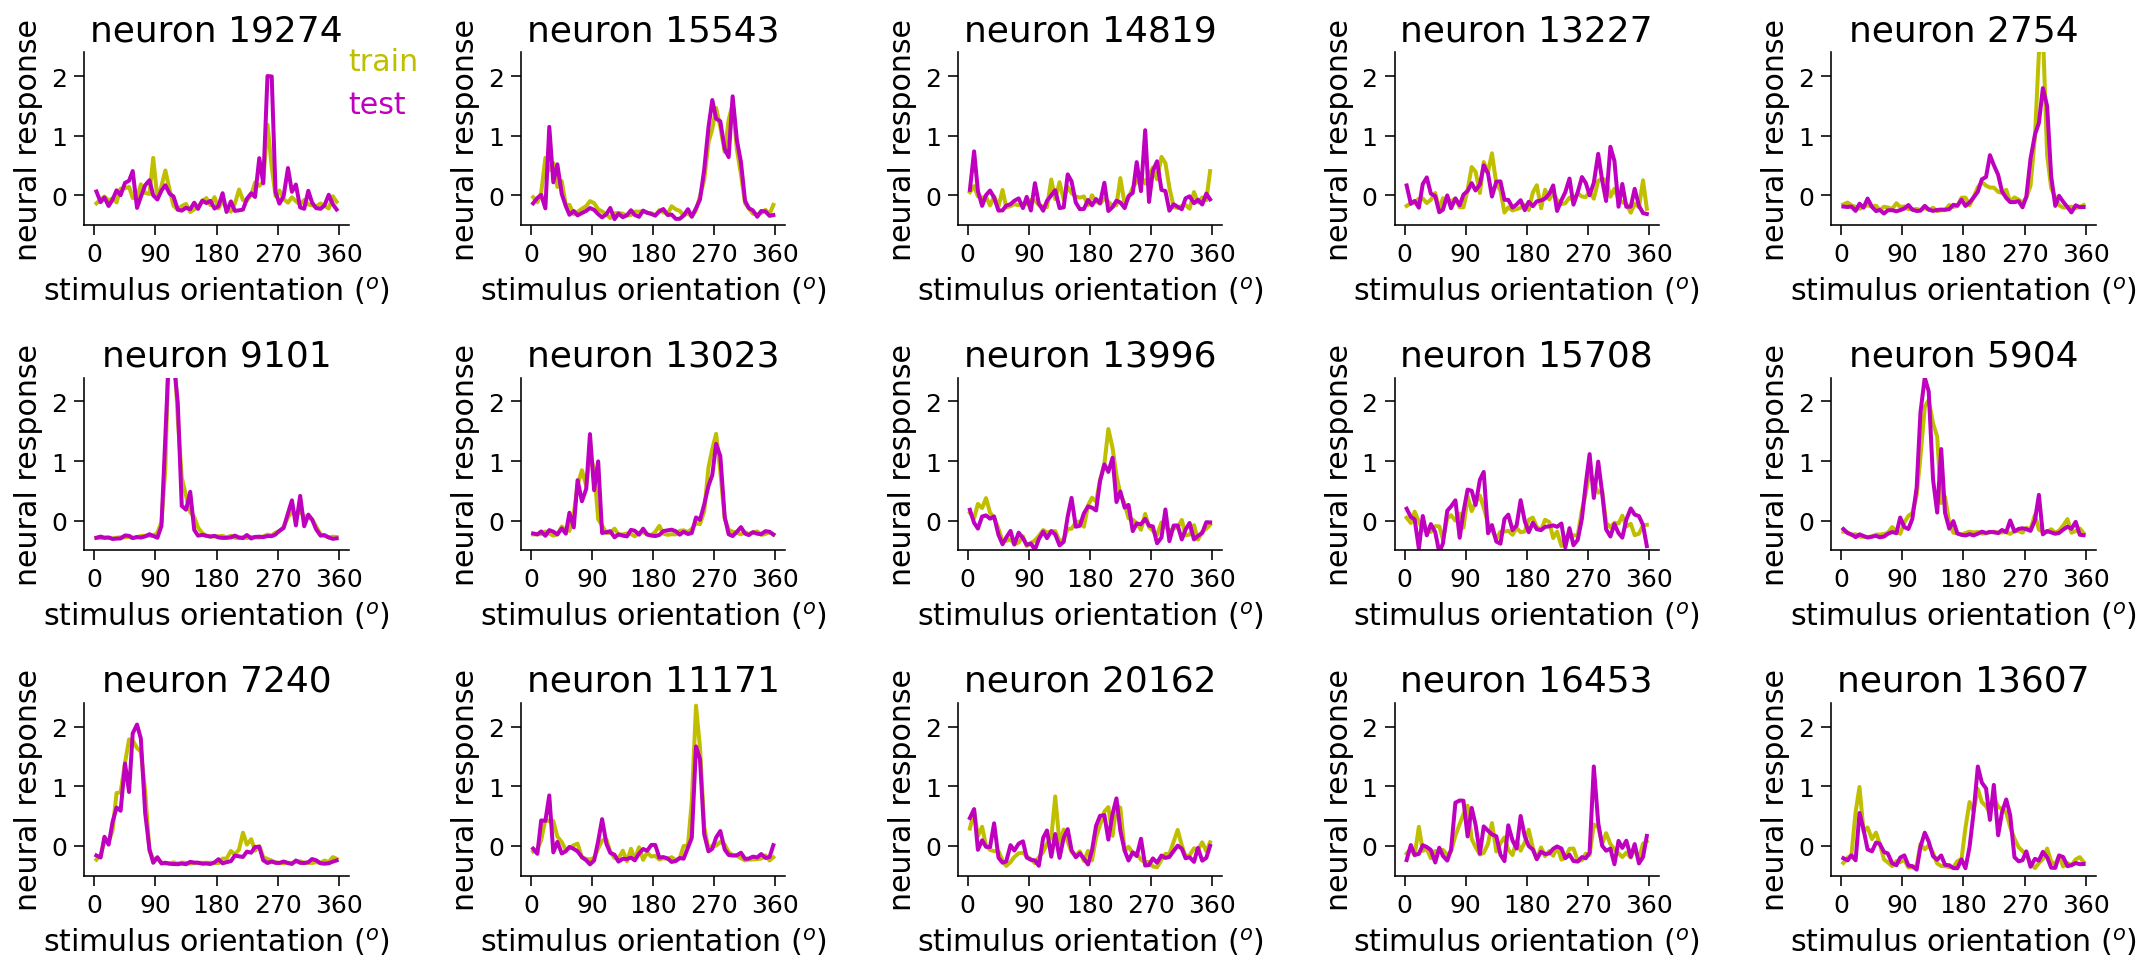 neuron 19274
train
test
neural response
2
1
0
0 90 180 270 360
stimulus orientation (o)
neuron 15543
neural response
2
1
0
0 90 180 270 360
stimulus orientation (o)
neuron 14819
neural response
2
1
0
0 90 180 270 360
stimulus orientation (o)
neuron 13227
neural response
2
1
0
0 90 180 270 360
stimulus orientation (o)
neuron 2754
neural response
2
1
0
0 90 180 270 360
stimulus orientation (o)
neuron 9101
neural response
2
1
0
0 90 180 270 360
stimulus orientation (o)
neuron 13023
neural response
2
1
0
0 90 180 270 360
stimulus orientation (o)
neuron 13996
neural response
2
1
0
0 90 180 270 360
stimulus orientation (o)
neuron 15708
neural response
2
1
0
0 90 180 270 360
stimulus orientation (o)
neuron 5904
neural response
2
1
0
0 90 180 270 360
stimulus orientation (o)
neuron 7240
neural response
2
1
0
0 90 180 270 360
stimulus orientation (o)
neuron 11171
neural response
2
1
0
0 90 180 270 360
stimulus orientation (o)
neuron 20162
neural response
2
1
0
0 90 180 270 360
stimulus orientation (o)
neuron 16453
neural response
2
1
0
0 90 180 270 360
stimulus orientation (o)
neuron 13607
neural response
2
1
0
0 90 180 270 360
stimulus orientation (o)